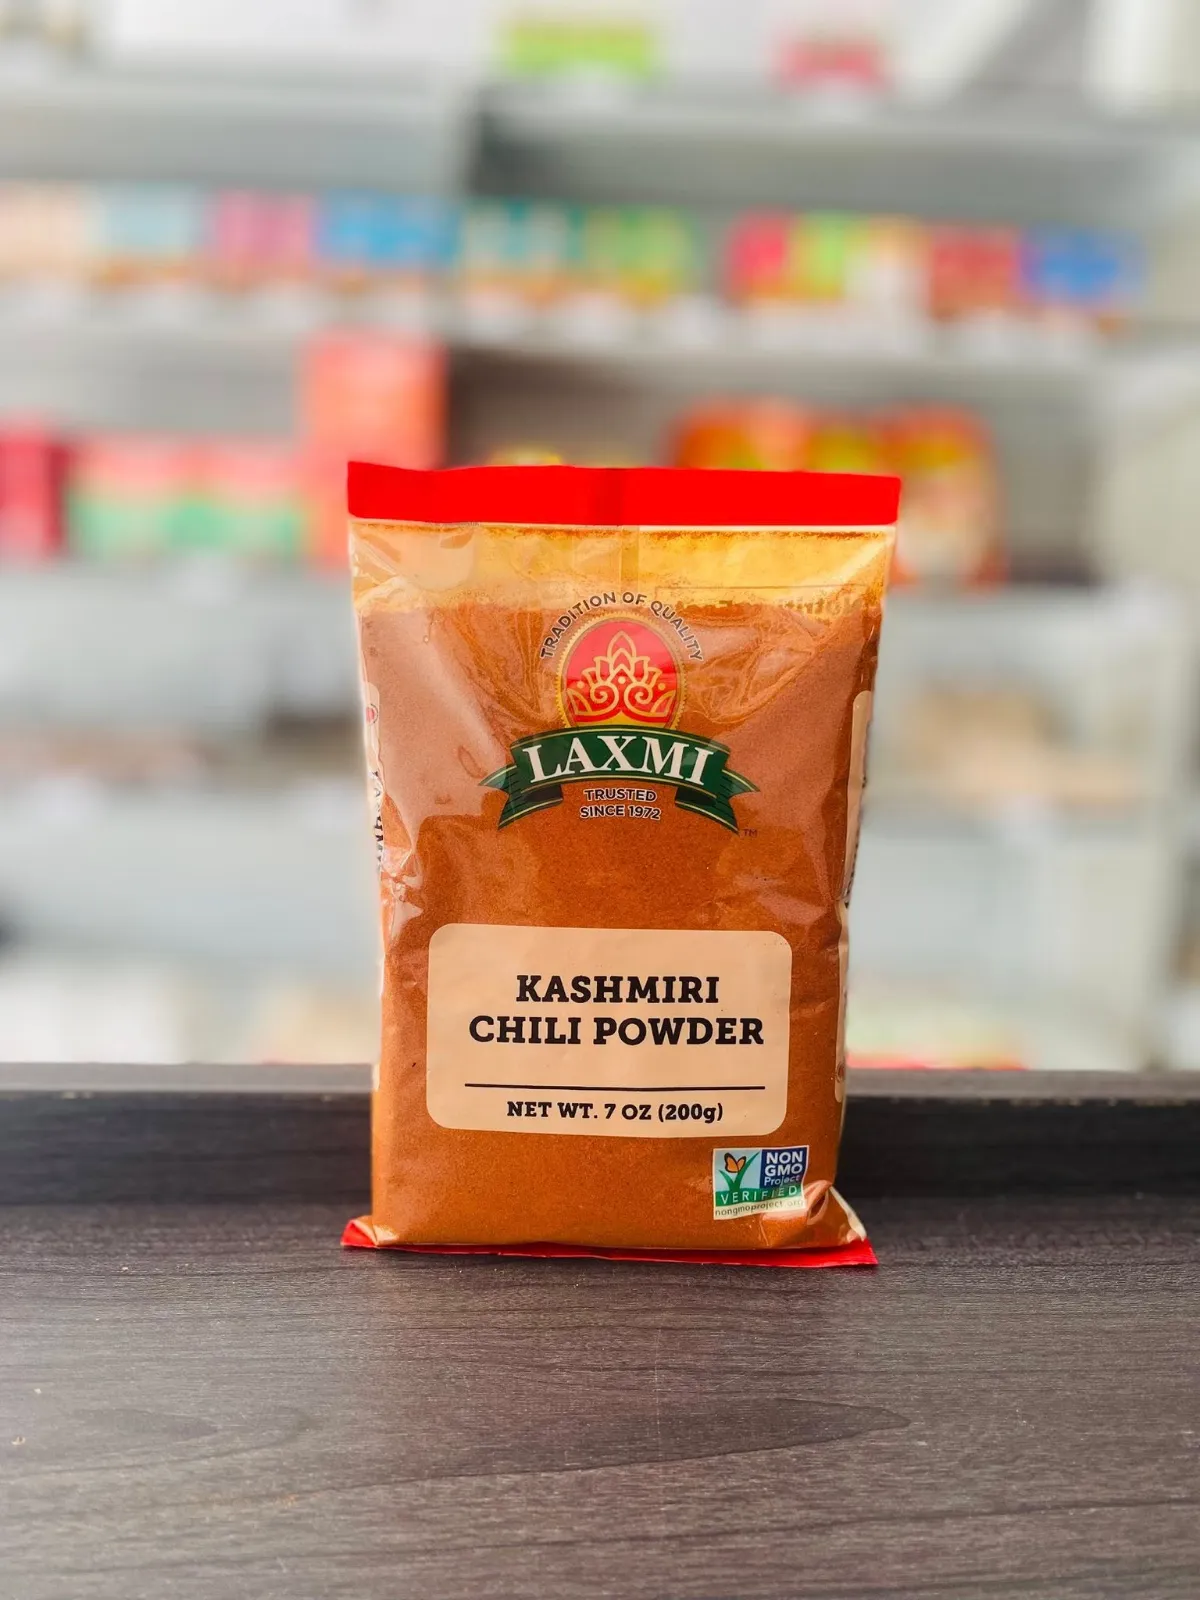 TRADITION OF QUALITY
LAXMI
TRUSTED
SINCE 1972
™
KASHMIRI
CHILI POWDER
NET WT. 7 OZ (200g)
NON
GMO
Project
VERIFIED
nongmoproject.org